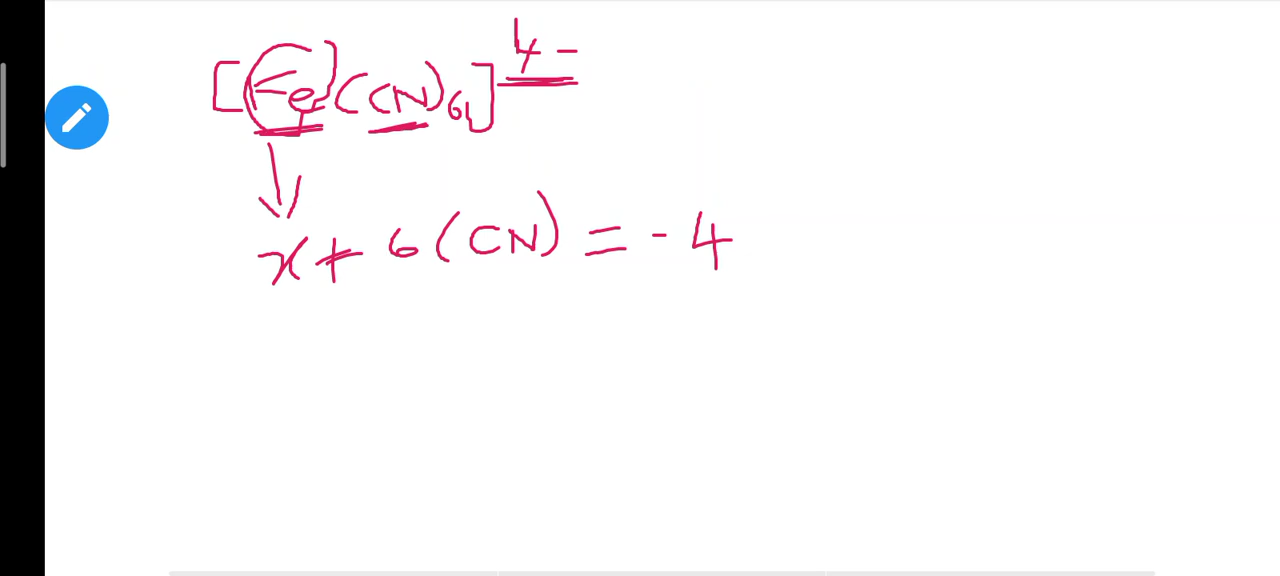 [Fe(CN)6]4-
x + 6(CN) = -4